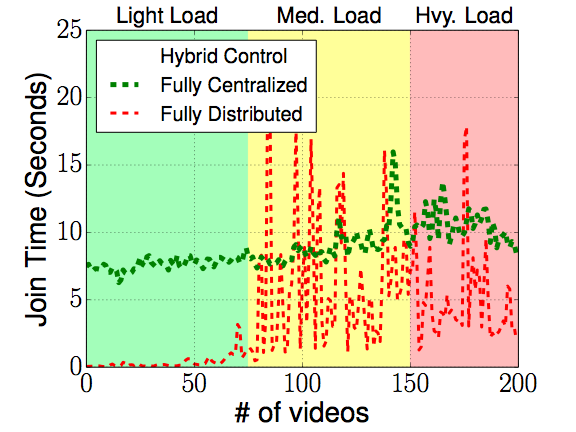 Light Load Med. Load Hvy. Load
25
20
15
10
5
0
Join Time (Seconds)
Hybrid Control
Fully Centralized
Fully Distributed
0 50 100 150 200
# of videos